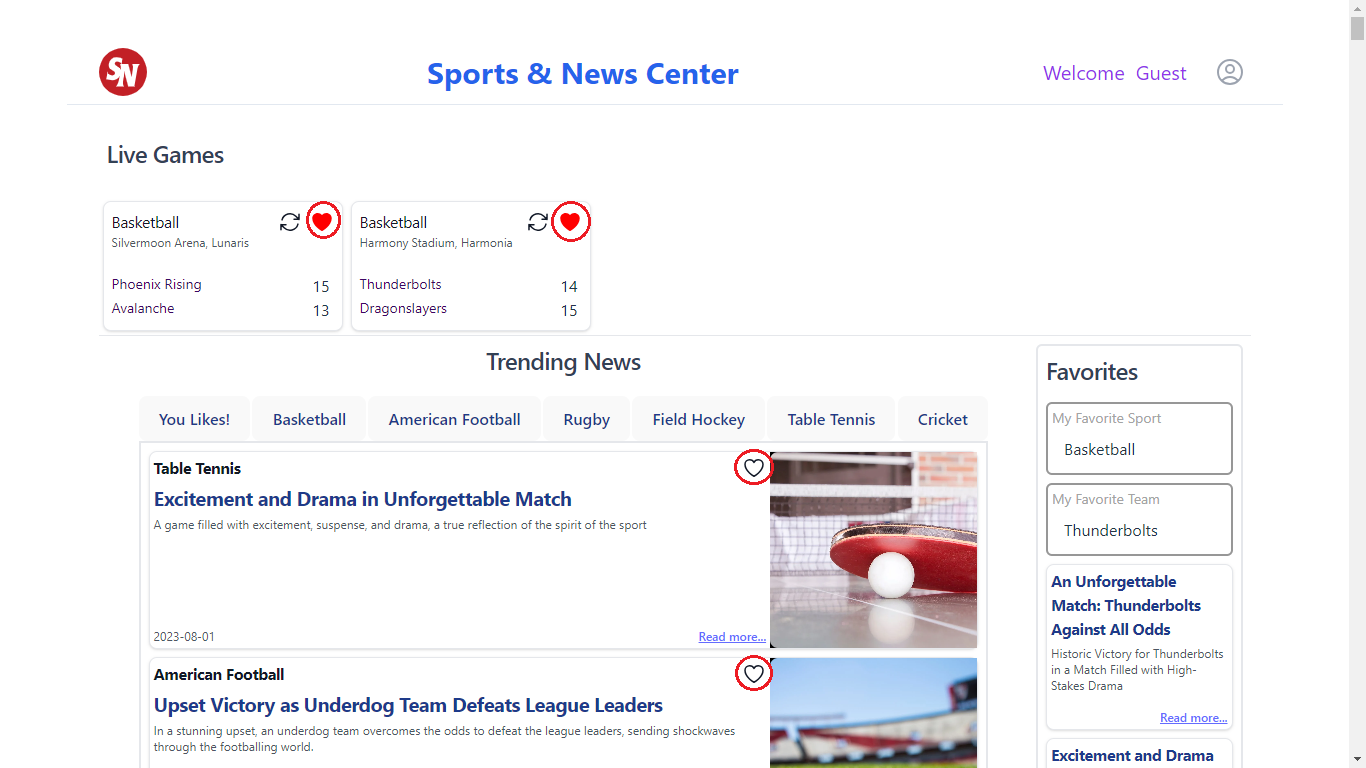 SN
Sports & News Center
Welcome Guest
Live Games
Basketball
Silvermoon Arena, Lunaris
Phoenix Rising 15
Avalanche 13
Basketball
Harmony Stadium, Harmonia
Thunderbolts 14
Dragonslayers 15
Trending News
You Likes!
Basketball
American Football
Rugby
Field Hockey
Table Tennis
Cricket
Table Tennis
Excitement and Drama in Unforgettable Match
A game filled with excitement, suspense, and drama, a true reflection of the spirit of the sport
2023-08-01
Read more...
American Football
Upset Victory as Underdog Team Defeats League Leaders
In a stunning upset, an underdog team overcomes the odds to defeat the league leaders, sending shockwaves
through the footballing world.
Favorites
My Favorite Sport
Basketball
My Favorite Team
Thunderbolts
An Unforgettable
Match: Thunderbolts
Against All Odds
Historic Victory for Thunderbolts
in a Match Filled with High-
Stakes Drama
Read more...
Excitement and Drama